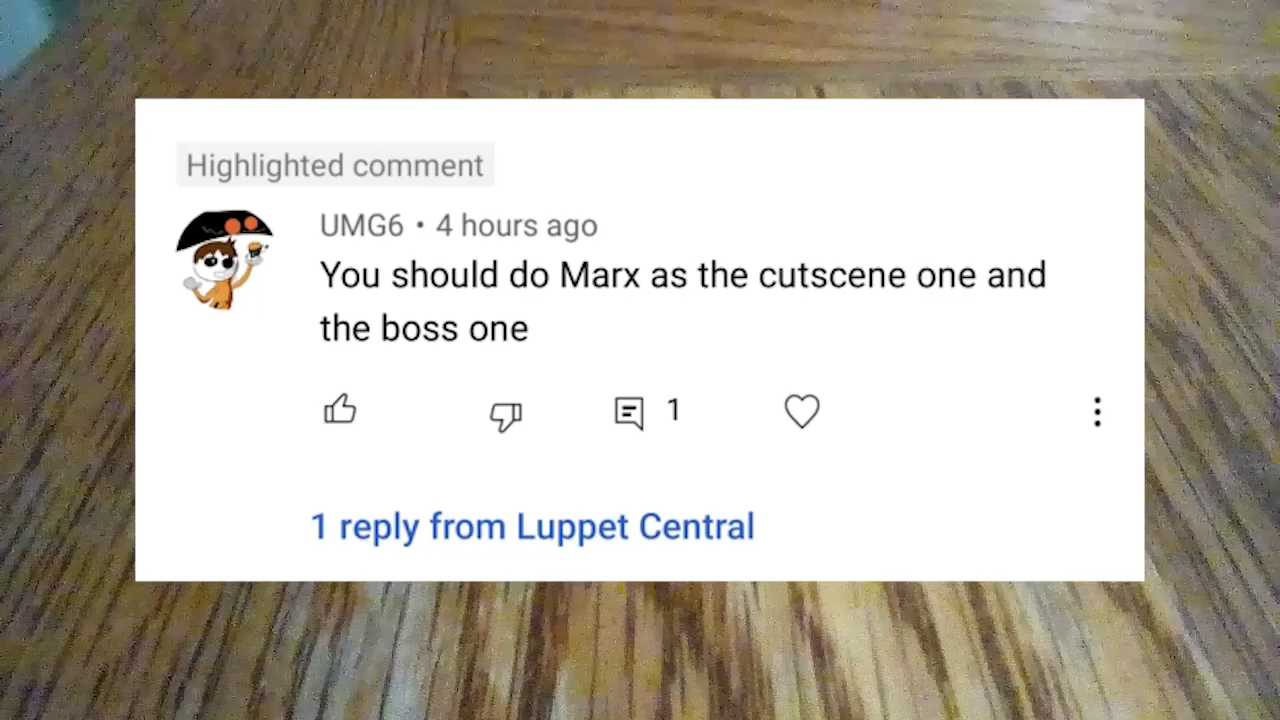 Highlighted comment
UMG6 • 4 hours ago
You should do Marx as the cutscene one and
the boss one
1
1 reply from Luppet Central